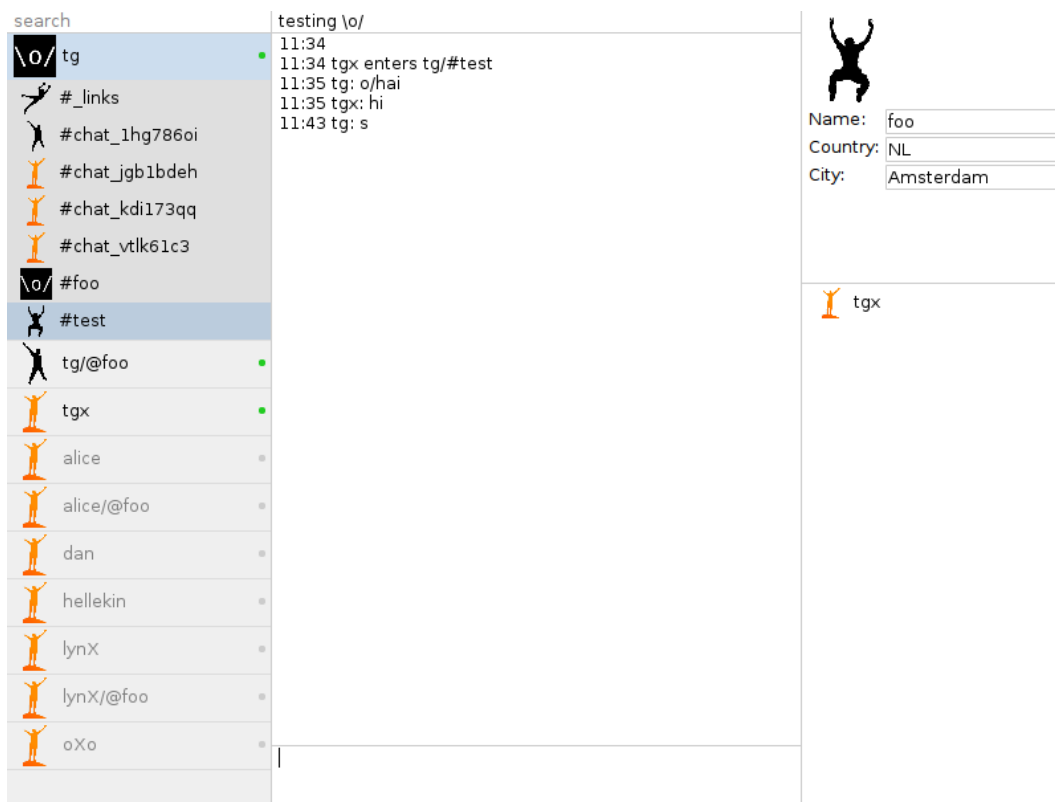 search
\o/ tg
#_links
#chat_1hg786oi
#chat_jgb1bdeh
#chat_kdi173qq
#chat_vtlk61c3
\o/ #foo
#test
tg/@foo
tgx
alice
alice/@foo
dan
hellekin
lynX
lynX/@foo
oXo
testing \o/
11:34
11:34 tgx enters tg/#test
11:35 tg: o/hai
11:35 tgx: hi
11:43 tg: s
Name: foo
Country: NL
City: Amsterdam
tgx